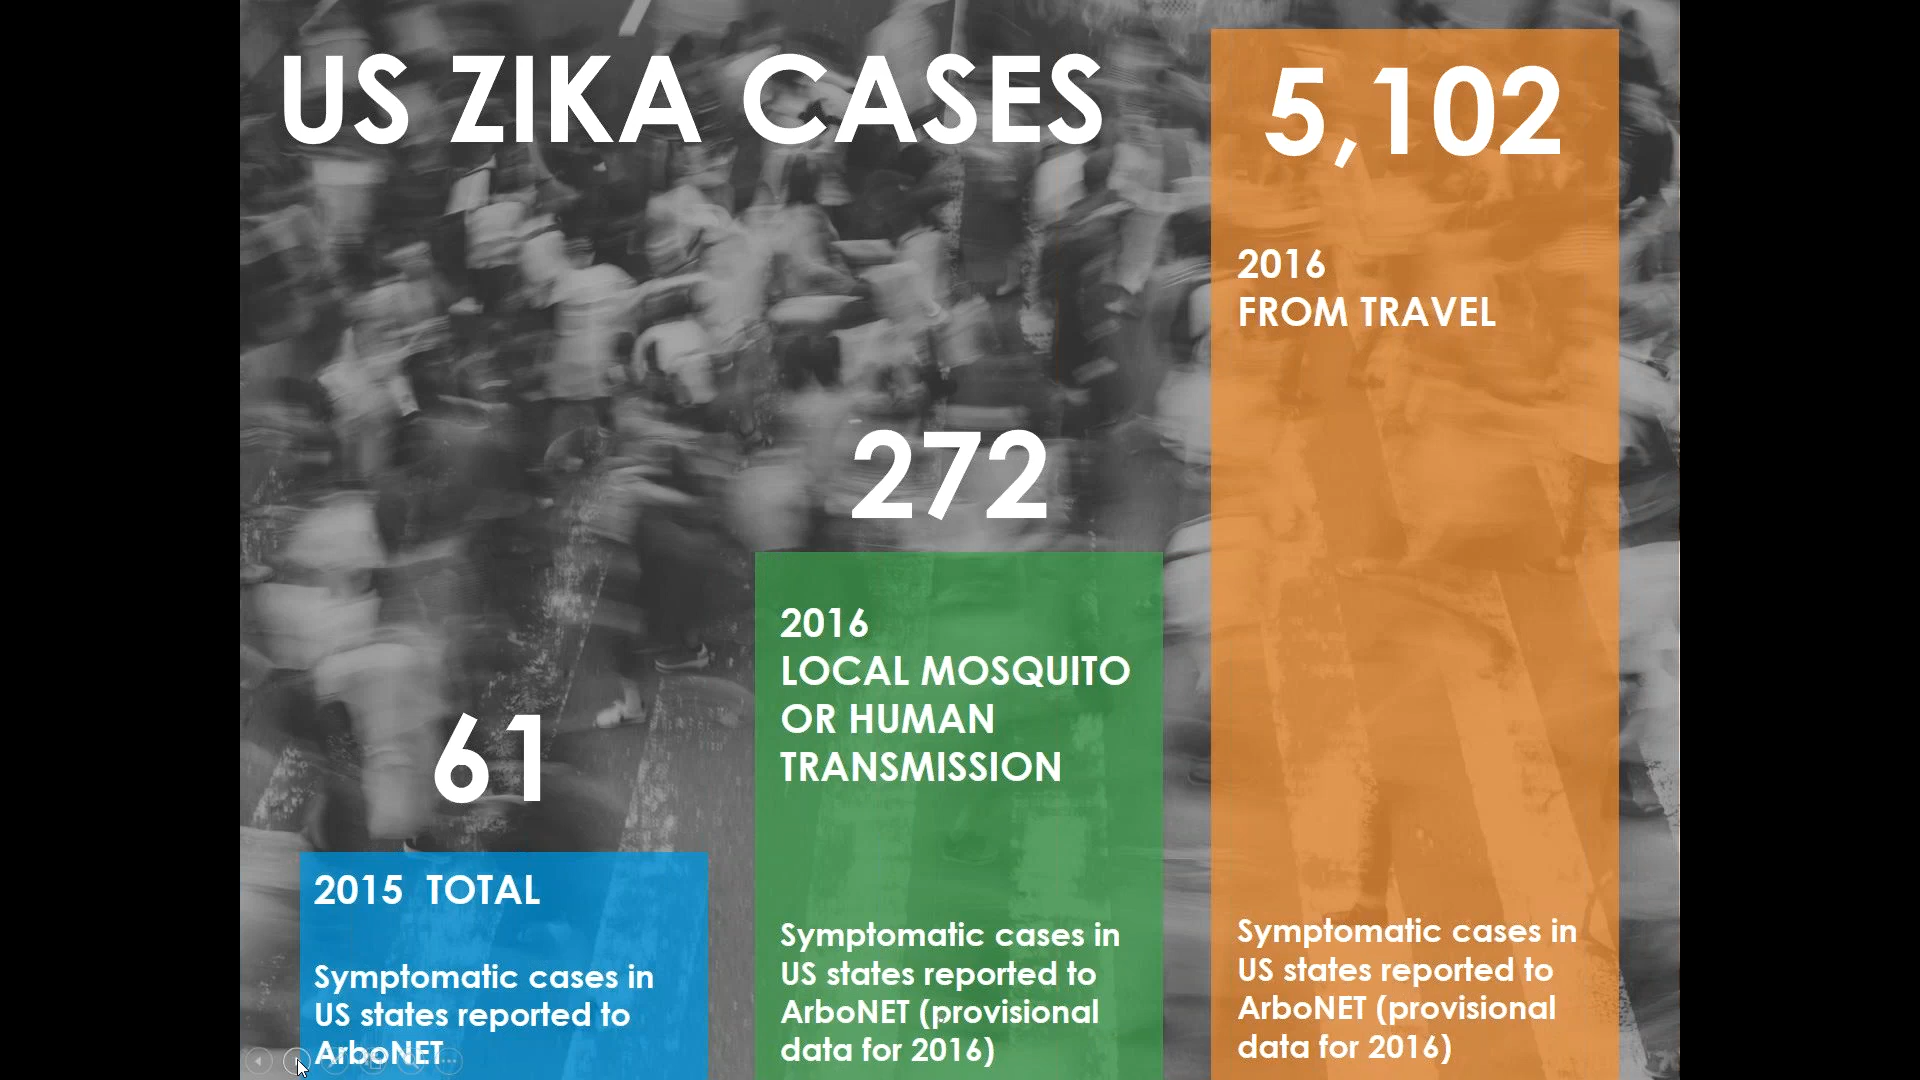 US ZIKA CASES
61
2015 TOTAL
Symptomatic cases in
US states reported to
ArboNET
272
2016
LOCAL MOSQUITO
OR HUMAN
TRANSMISSION
Symptomatic cases in
US states reported to
ArboNET (provisional
data for 2016)
5,102
2016
FROM TRAVEL
Symptomatic cases in
US states reported to
ArboNET (provisional
data for 2016)